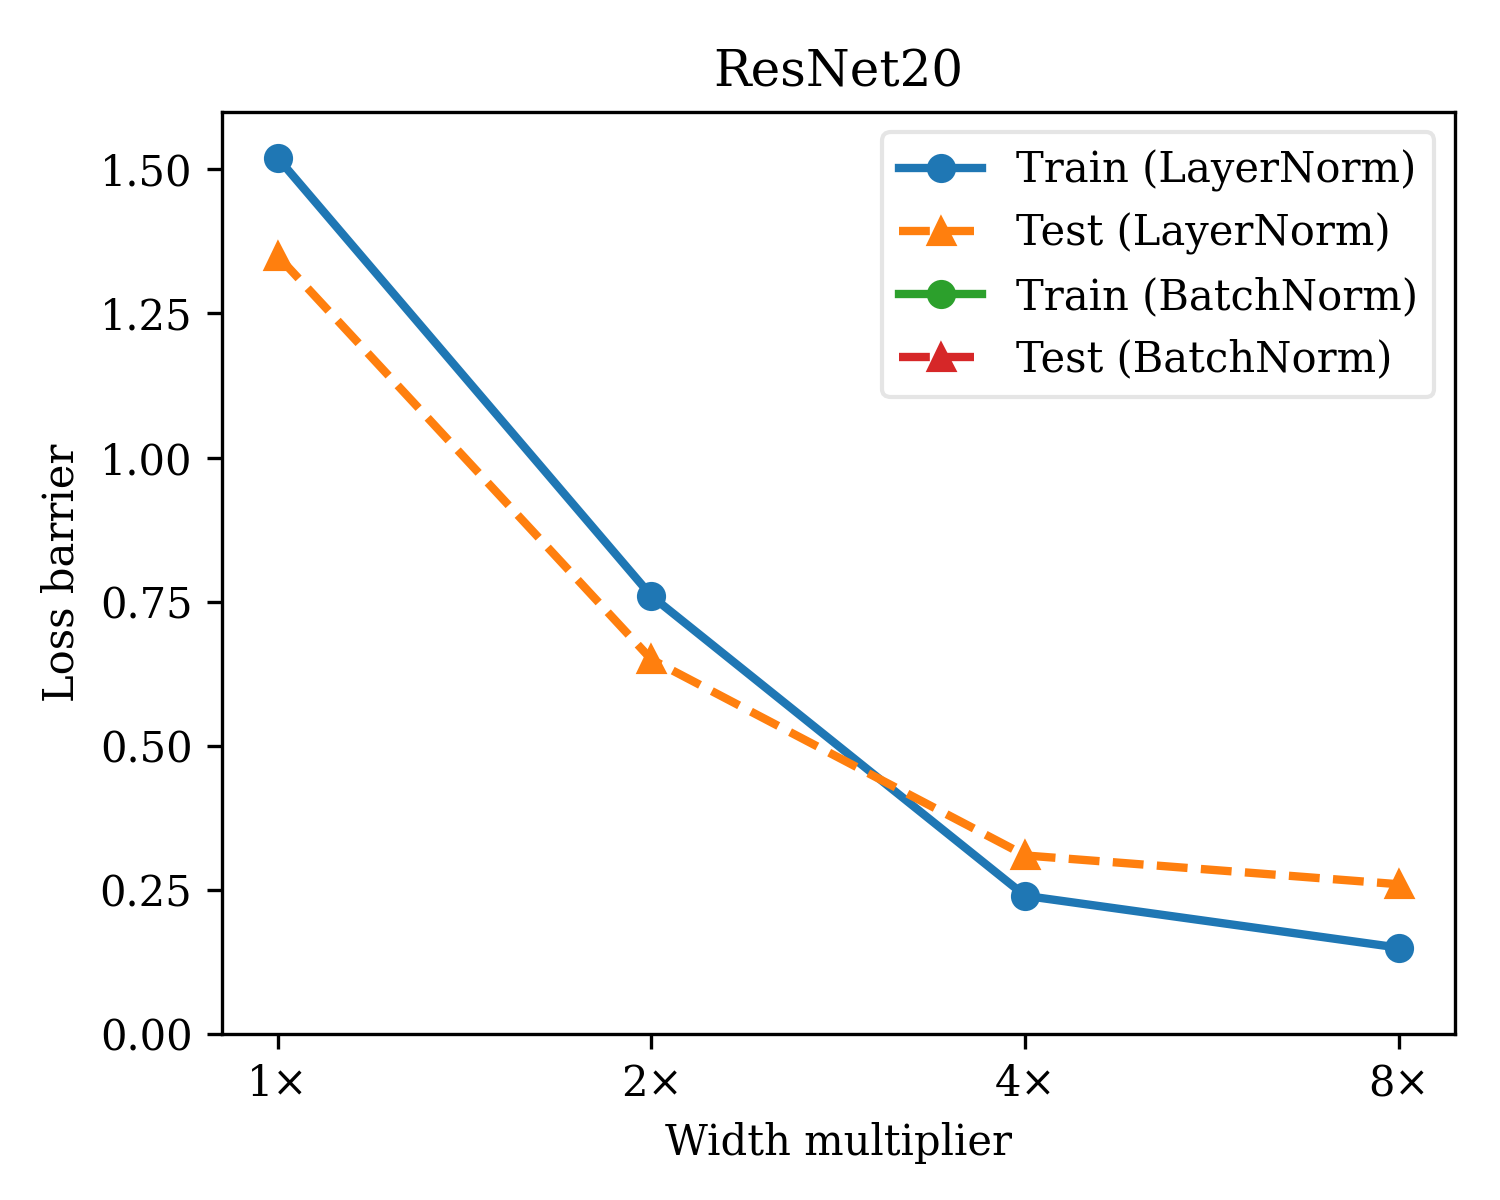 ResNet20
Train (LayerNorm)
Test (LayerNorm)
Train (BatchNorm)
Test (BatchNorm)
Loss barrier
1.50
1.25
1.00
0.75
0.50
0.25
0.00
1× 2× 4× 8×
Width multiplier